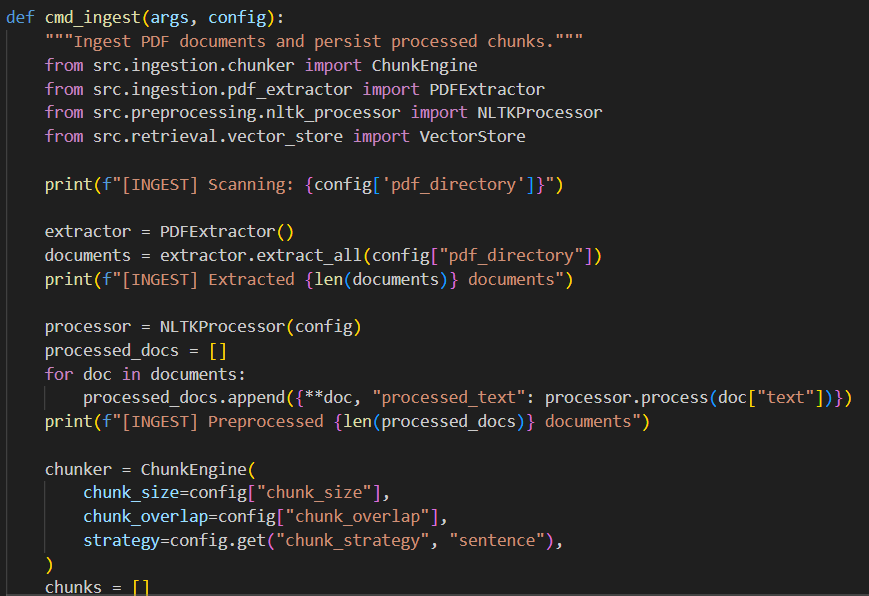 def cmd_ingest(args, config):
    """Ingest PDF documents and persist processed chunks."""
    from src.ingestion.chunker import ChunkEngine
    from src.ingestion.pdf_extractor import PDFExtractor
    from src.preprocessing.nltk_processor import NLTKProcessor
    from src.retrieval.vector_store import VectorStore

    print(f"[INGEST] Scanning: {config['pdf_directory']}")

    extractor = PDFExtractor()
    documents = extractor.extract_all(config["pdf_directory"])
    print(f"[INGEST] Extracted {len(documents)} documents")

    processor = NLTKProcessor(config)
    processed_docs = []
    for doc in documents:
        processed_docs.append({**doc, "processed_text": processor.process(doc["text"])})
    print(f"[INGEST] Preprocessed {len(processed_docs)} documents")

    chunker = ChunkEngine(
        chunk_size=config["chunk_size"],
        chunk_overlap=config["chunk_overlap"],
        strategy=config.get("chunk_strategy", "sentence"),
    )
    chunks = []